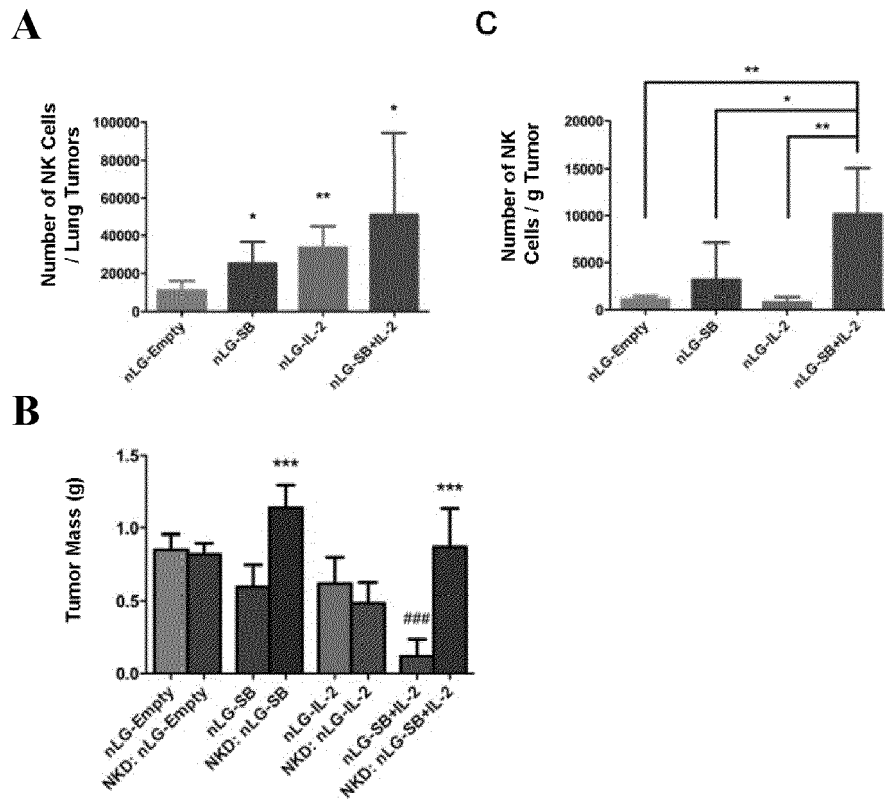 A
Number of NK Cells
/ Lung Tumors
100000
80000
60000
40000
20000
0
*
**
*
nLG-Empty
nLG-SB
nLG-IL-2
nLG-SB+IL-2
C
Number of NK
Cells / g Tumor
20000
15000
10000
5000
0
**
*
**
nLG-Empty
nLG-SB
nLG-IL-2
nLG-SB+IL-2
B
Tumor Mass (g)
1.5
1.0
0.5
0.0
***
###
***
nLG-Empty
NKD: nLG-Empty
nLG-SB
NKD: nLG-SB
nLG-IL-2
NKD: nLG-IL-2
nLG-SB+IL-2
NKD: nLG-SB+IL-2